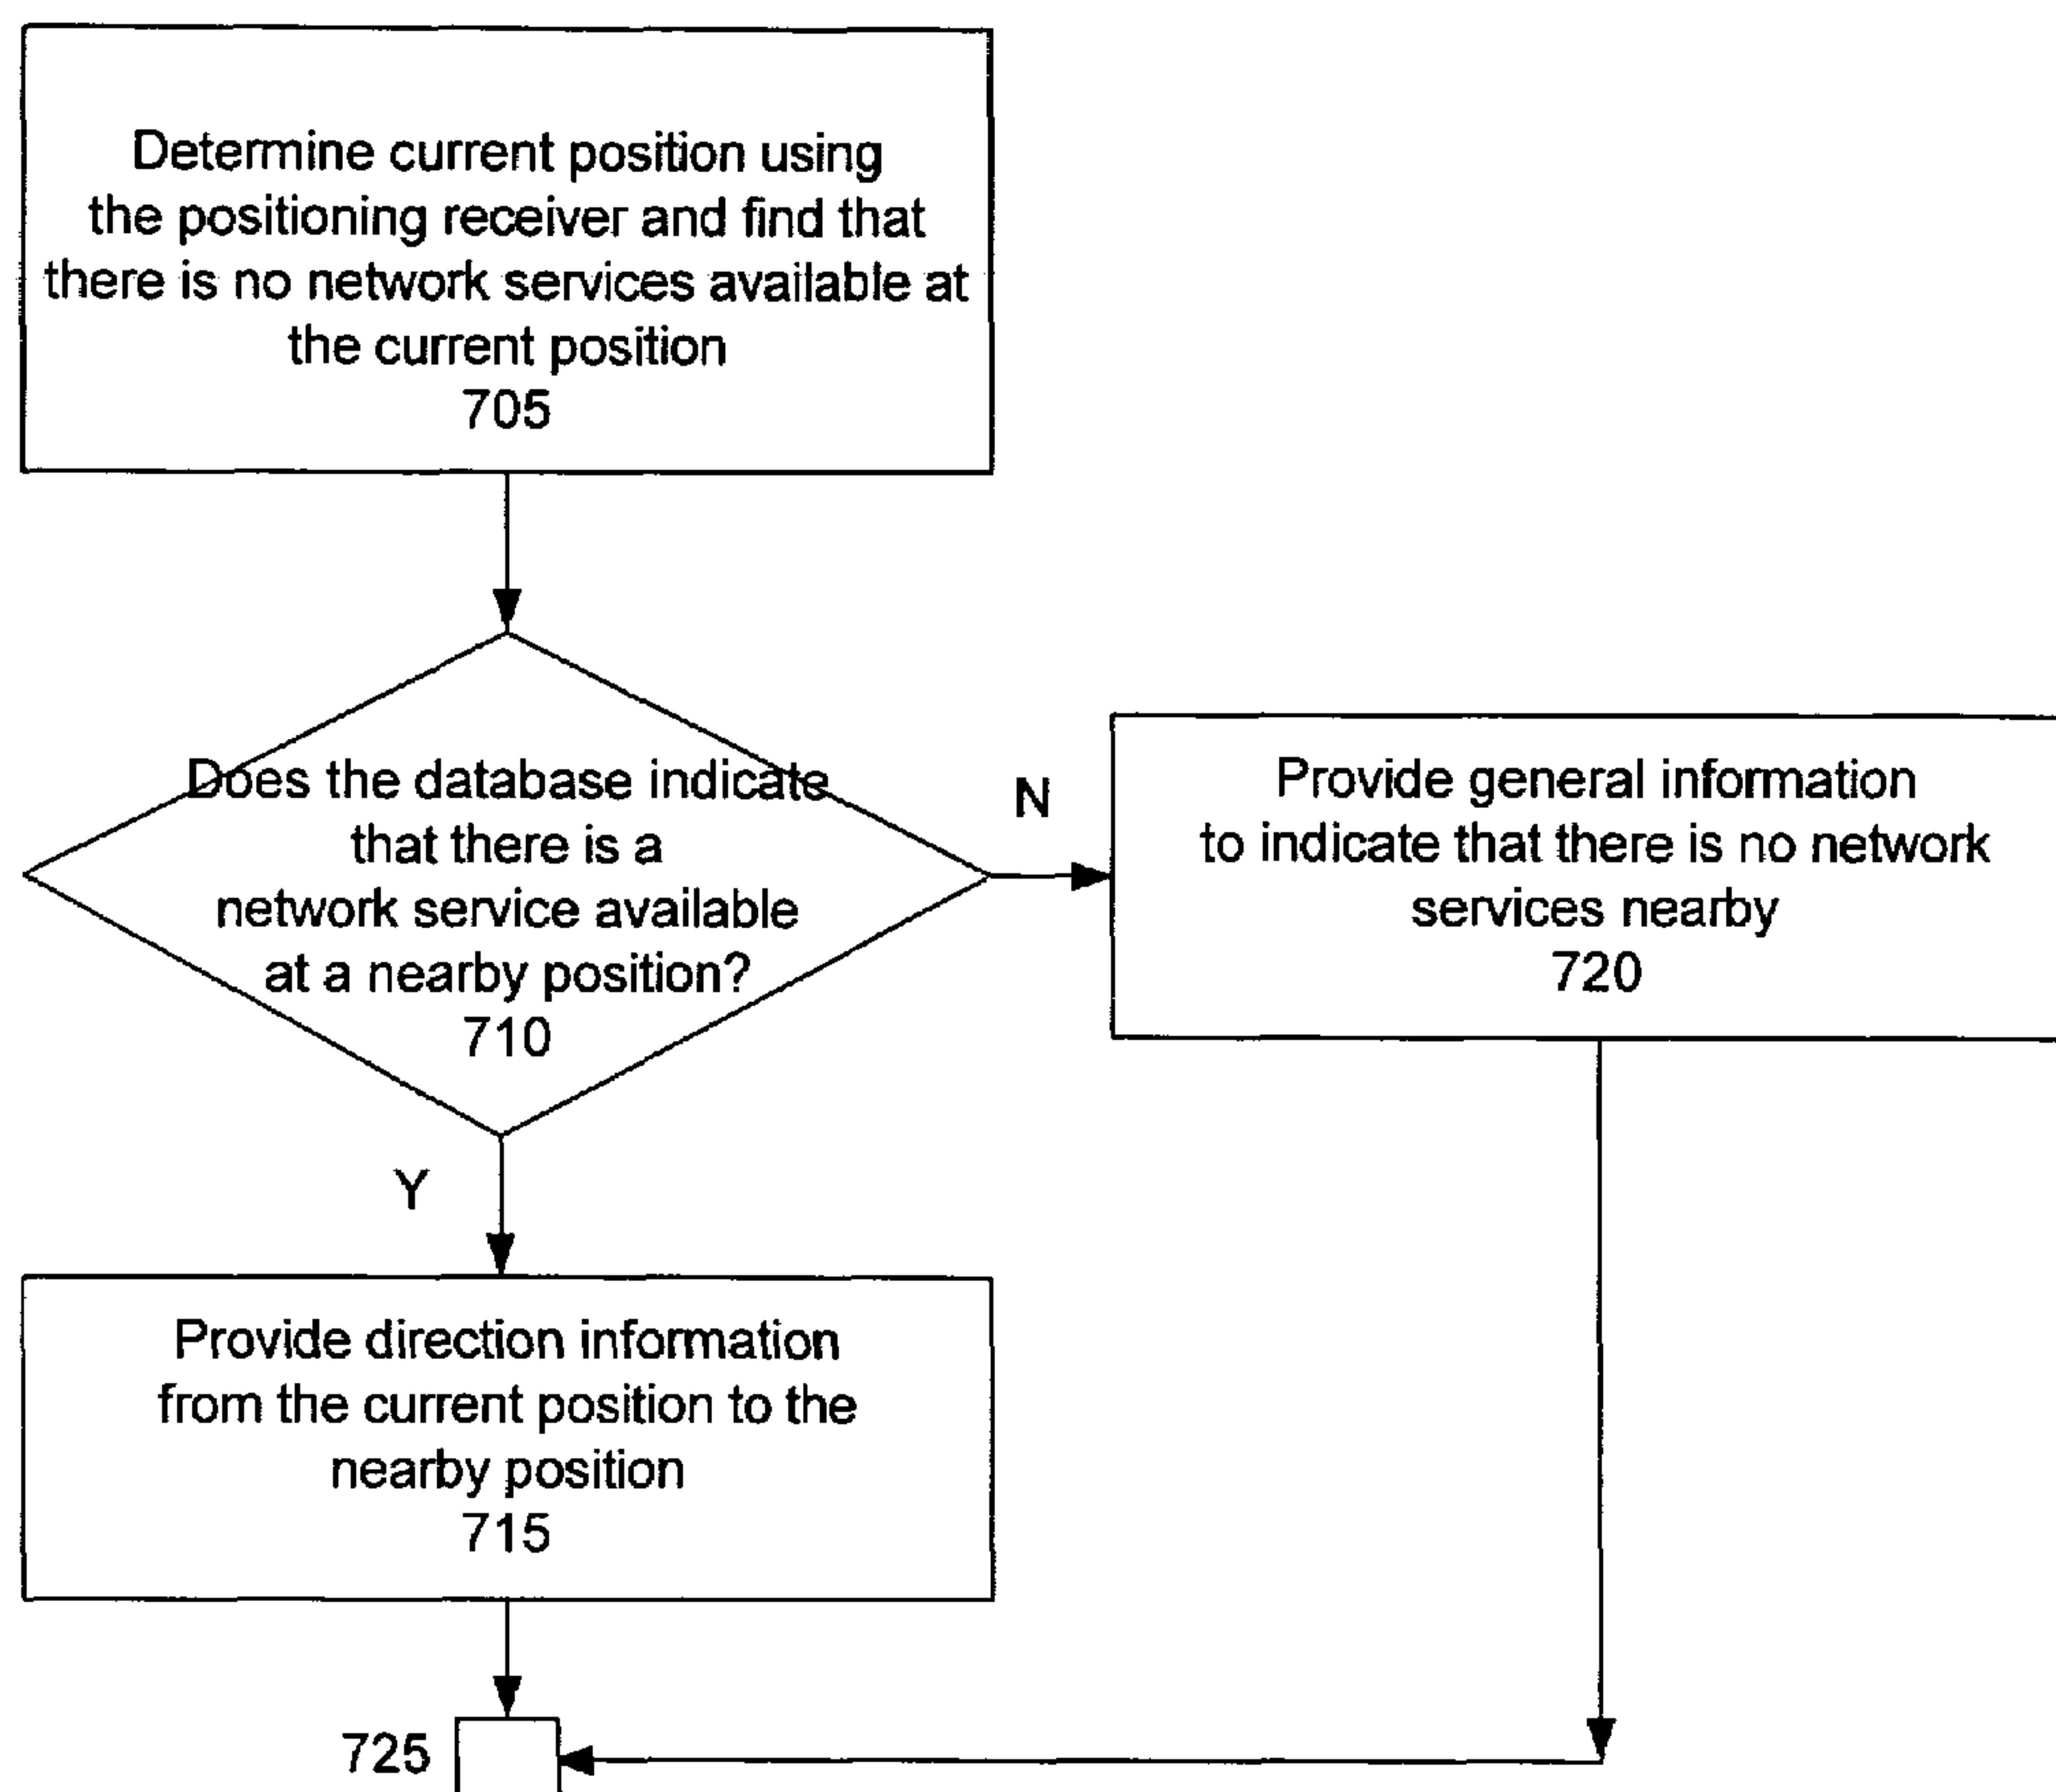 Determine current position using
the positioning receiver and find that
there is no network services available at
the current position
705
Does the database indicate
that there is a
network service available
at a nearby position?
710
N
Provide general information
to indicate that there is no network
services nearby
720
Y
Provide direction information
from the current position to the
nearby position
715
725